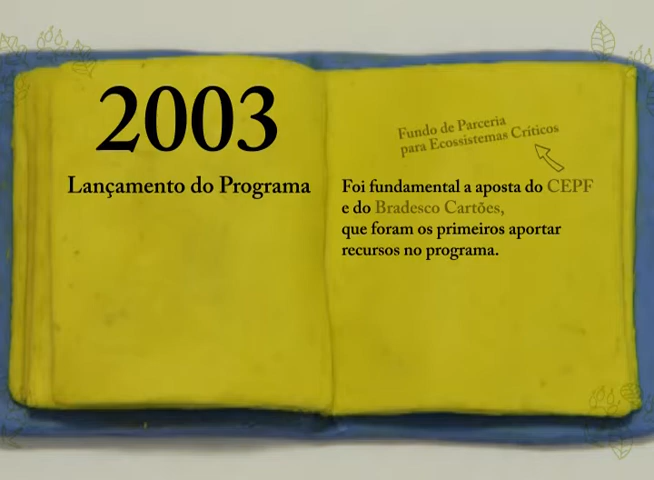 2003
Lançamento do Programa
Fundo de Parceria
para Ecossistemas Críticos
Foi fundamental a aposta do CEPF
e do Bradesco Cartões,
que foram os primeiros aportar
recursos no programa.